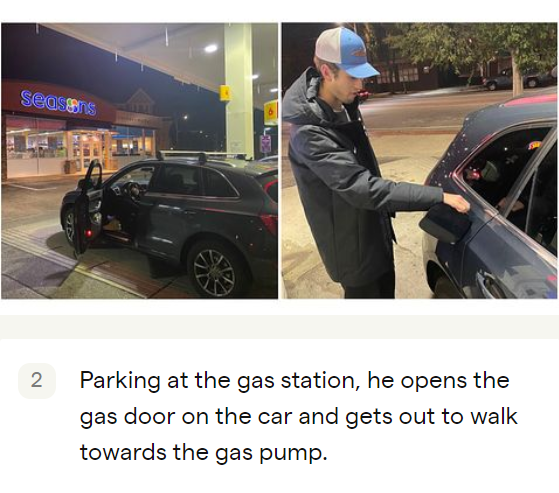 seasons
6
2
Parking at the gas station, he opens the
gas door on the car and gets out to walk
towards the gas pump.